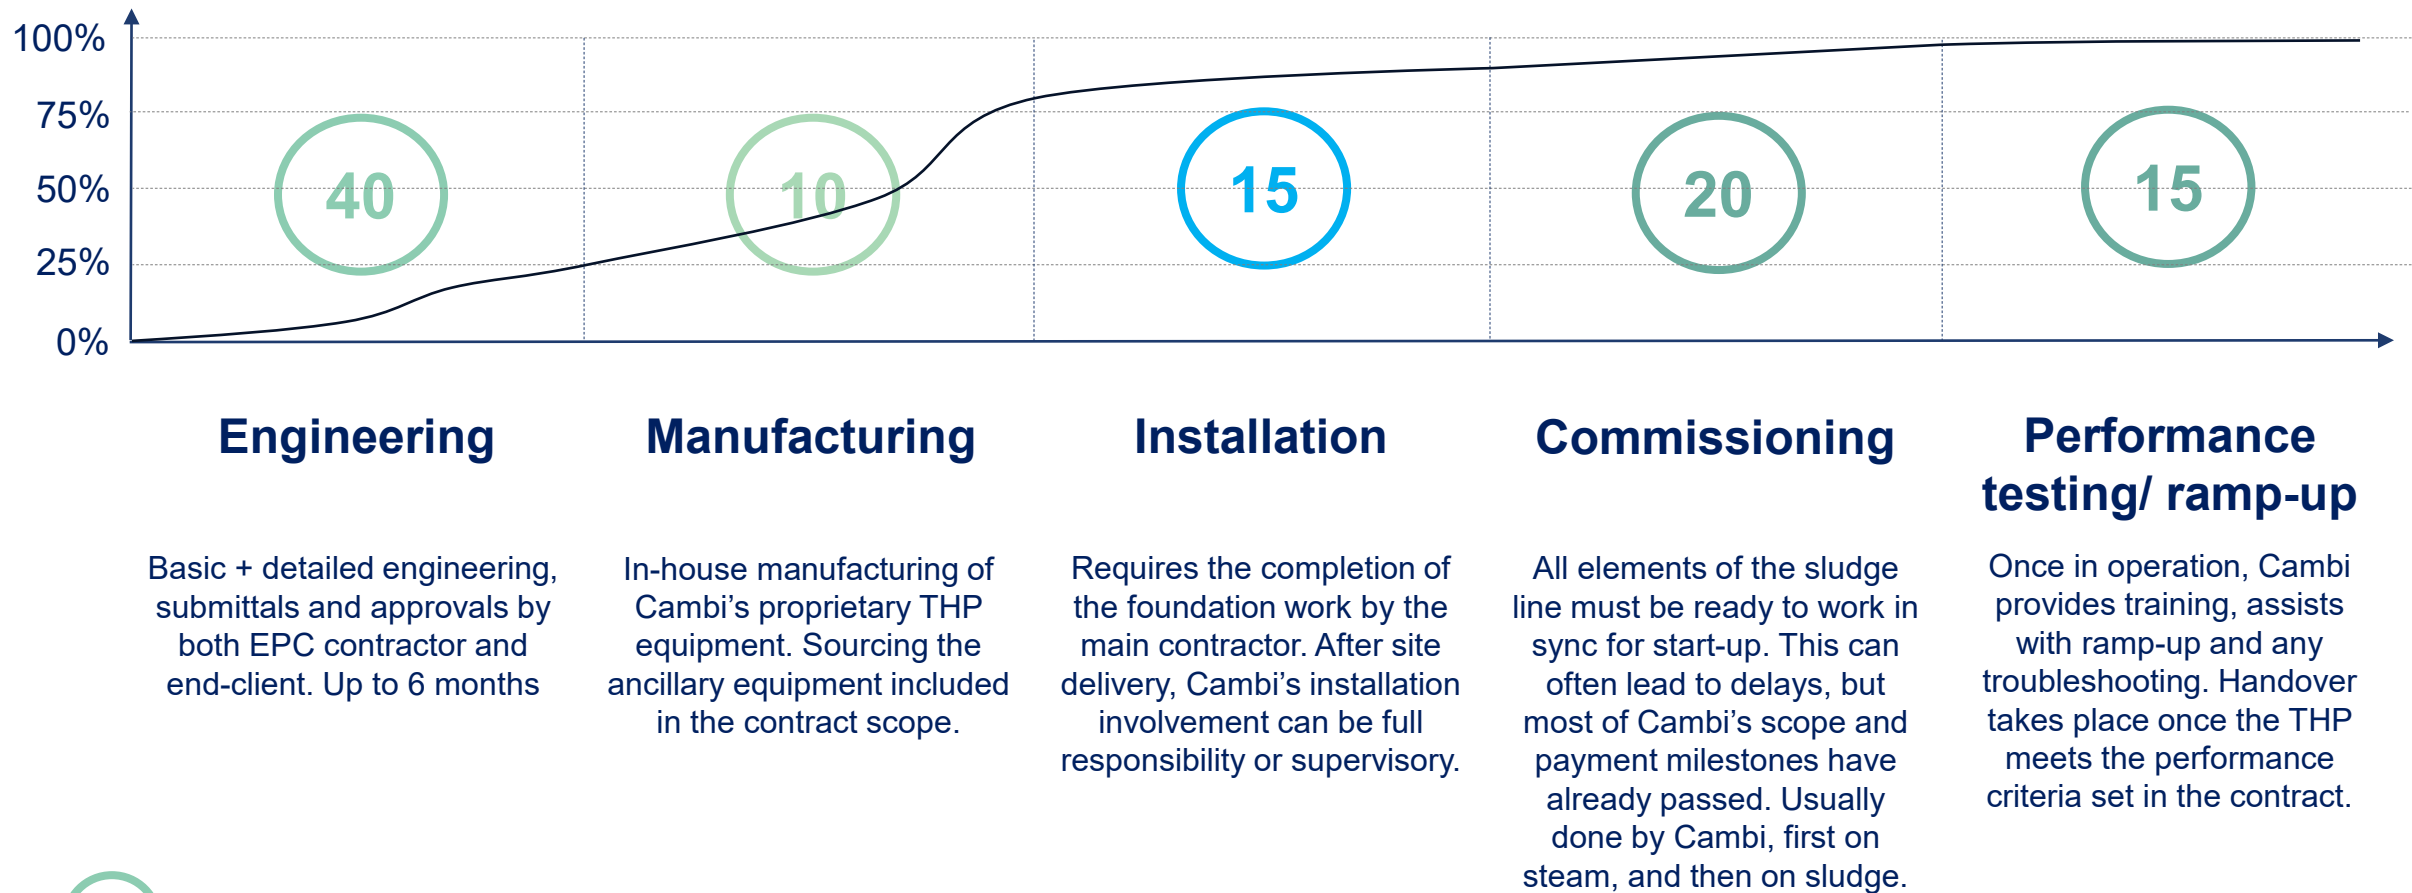 100%
75%
50%
25%
0%
40
10
15
20
15
Engineering
Basic + detailed engineering,
submittals and approvals by
both EPC contractor and
end-client. Up to 6 months
Manufacturing
In-house manufacturing of
Cambi’s proprietary THP
equipment. Sourcing the
ancillary equipment included
in the contract scope.
Installation
Requires the completion of
the foundation work by the
main contractor. After site
delivery, Cambi’s installation
involvement can be full
responsibility or supervisory.
Commissioning
All elements of the sludge
line must be ready to work in
sync for start-up. This can
often lead to delays, but
most of Cambi’s scope and
payment milestones have
already passed. Usually
done by Cambi, first on
steam, and then on sludge.
Performance
testing/ ramp-up
Once in operation, Cambi
provides training, assists
with ramp-up and any
troubleshooting. Handover
takes place once the THP
meets the performance
criteria set in the contract.